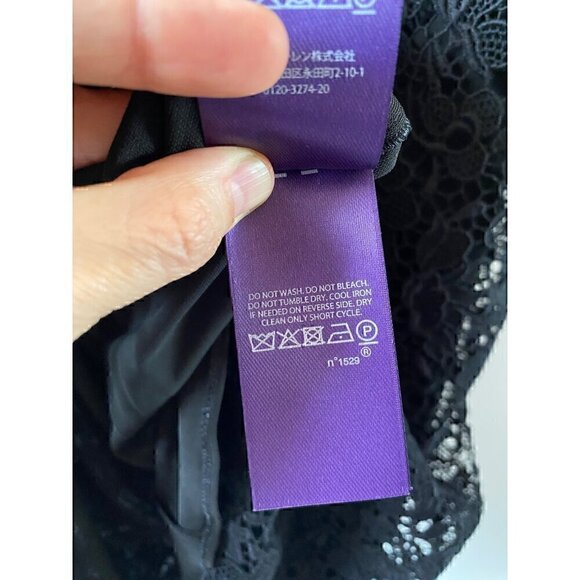 レン株式会社
田区永田町2-10-1
0120-3274-20
DO NOT WASH. DO NOT BLEACH.
DO NOT TUMBLE DRY. COOL IRON
IF NEEDED ON REVERSE SIDE. DRY
CLEAN ONLY SHORT CYCLE.
P
®
n°1529